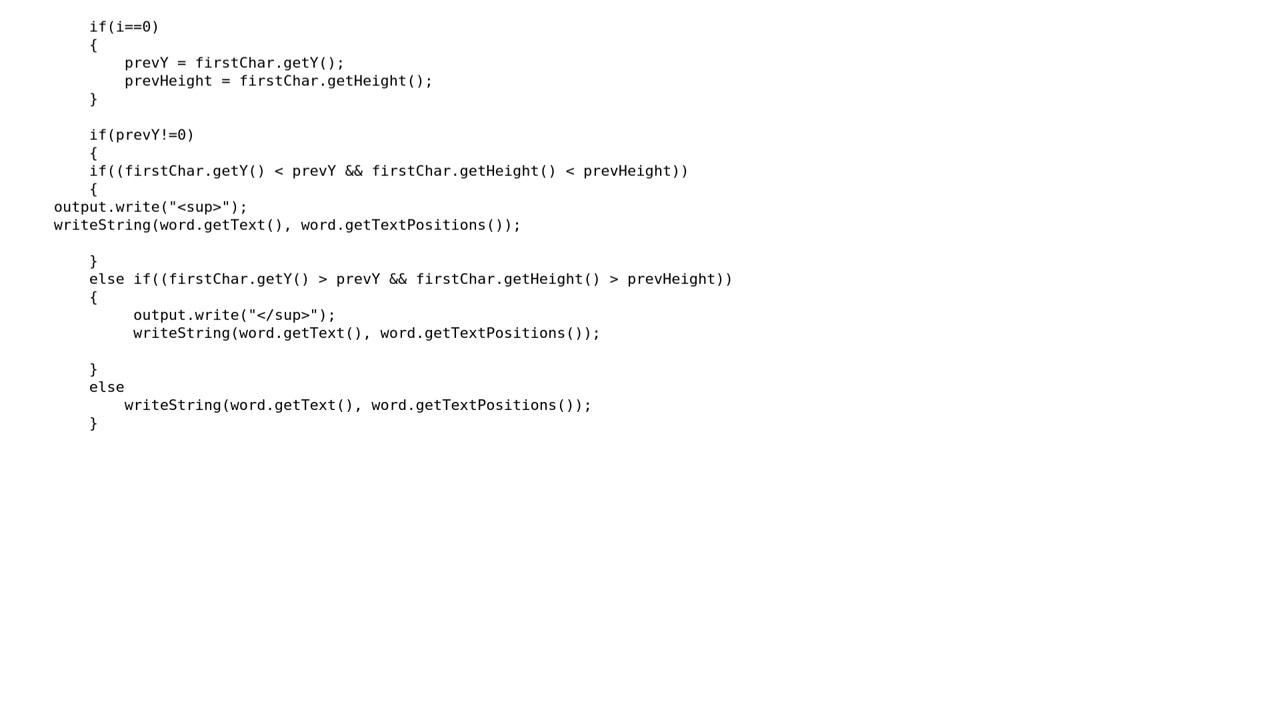 if(i==0)
    {
        prevY = firstChar.getY();
        prevHeight = firstChar.getHeight();
    }

    if(prevY!=0)
    {
    if((firstChar.getY() < prevY && firstChar.getHeight() < prevHeight))
    {
output.write("<sup>");
writeString(word.getText(), word.getTextPositions());

    }
    else if((firstChar.getY() > prevY && firstChar.getHeight() > prevHeight))
    {
         output.write("</sup>");
         writeString(word.getText(), word.getTextPositions());

    }
    else
        writeString(word.getText(), word.getTextPositions());
    }